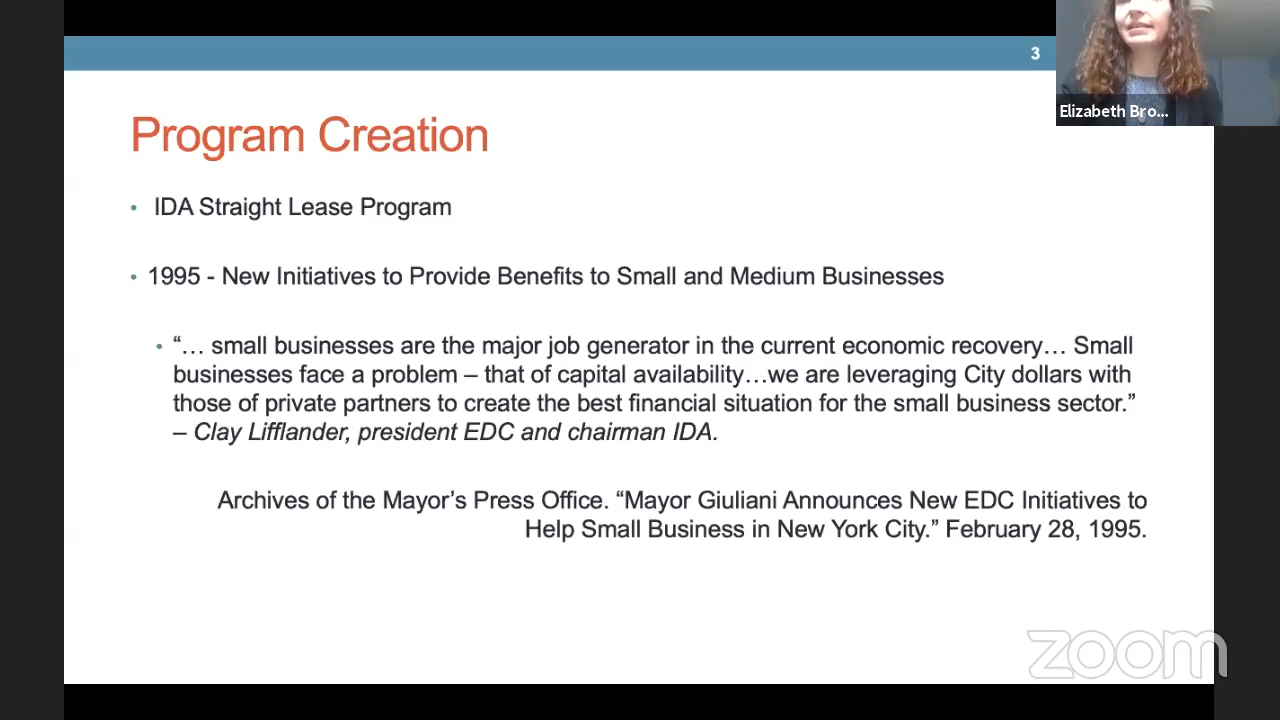 3
Elizabeth Bro...
Program Creation
• IDA Straight Lease Program
• 1995 - New Initiatives to Provide Benefits to Small and Medium Businesses
• “… small businesses are the major job generator in the current economic recovery… Small
businesses face a problem – that of capital availability…we are leveraging City dollars with
those of private partners to create the best financial situation for the small business sector.”
– Clay Lifflander, president EDC and chairman IDA.
Archives of the Mayor’s Press Office. “Mayor Giuliani Announces New EDC Initiatives to
Help Small Business in New York City.” February 28, 1995.
zoom